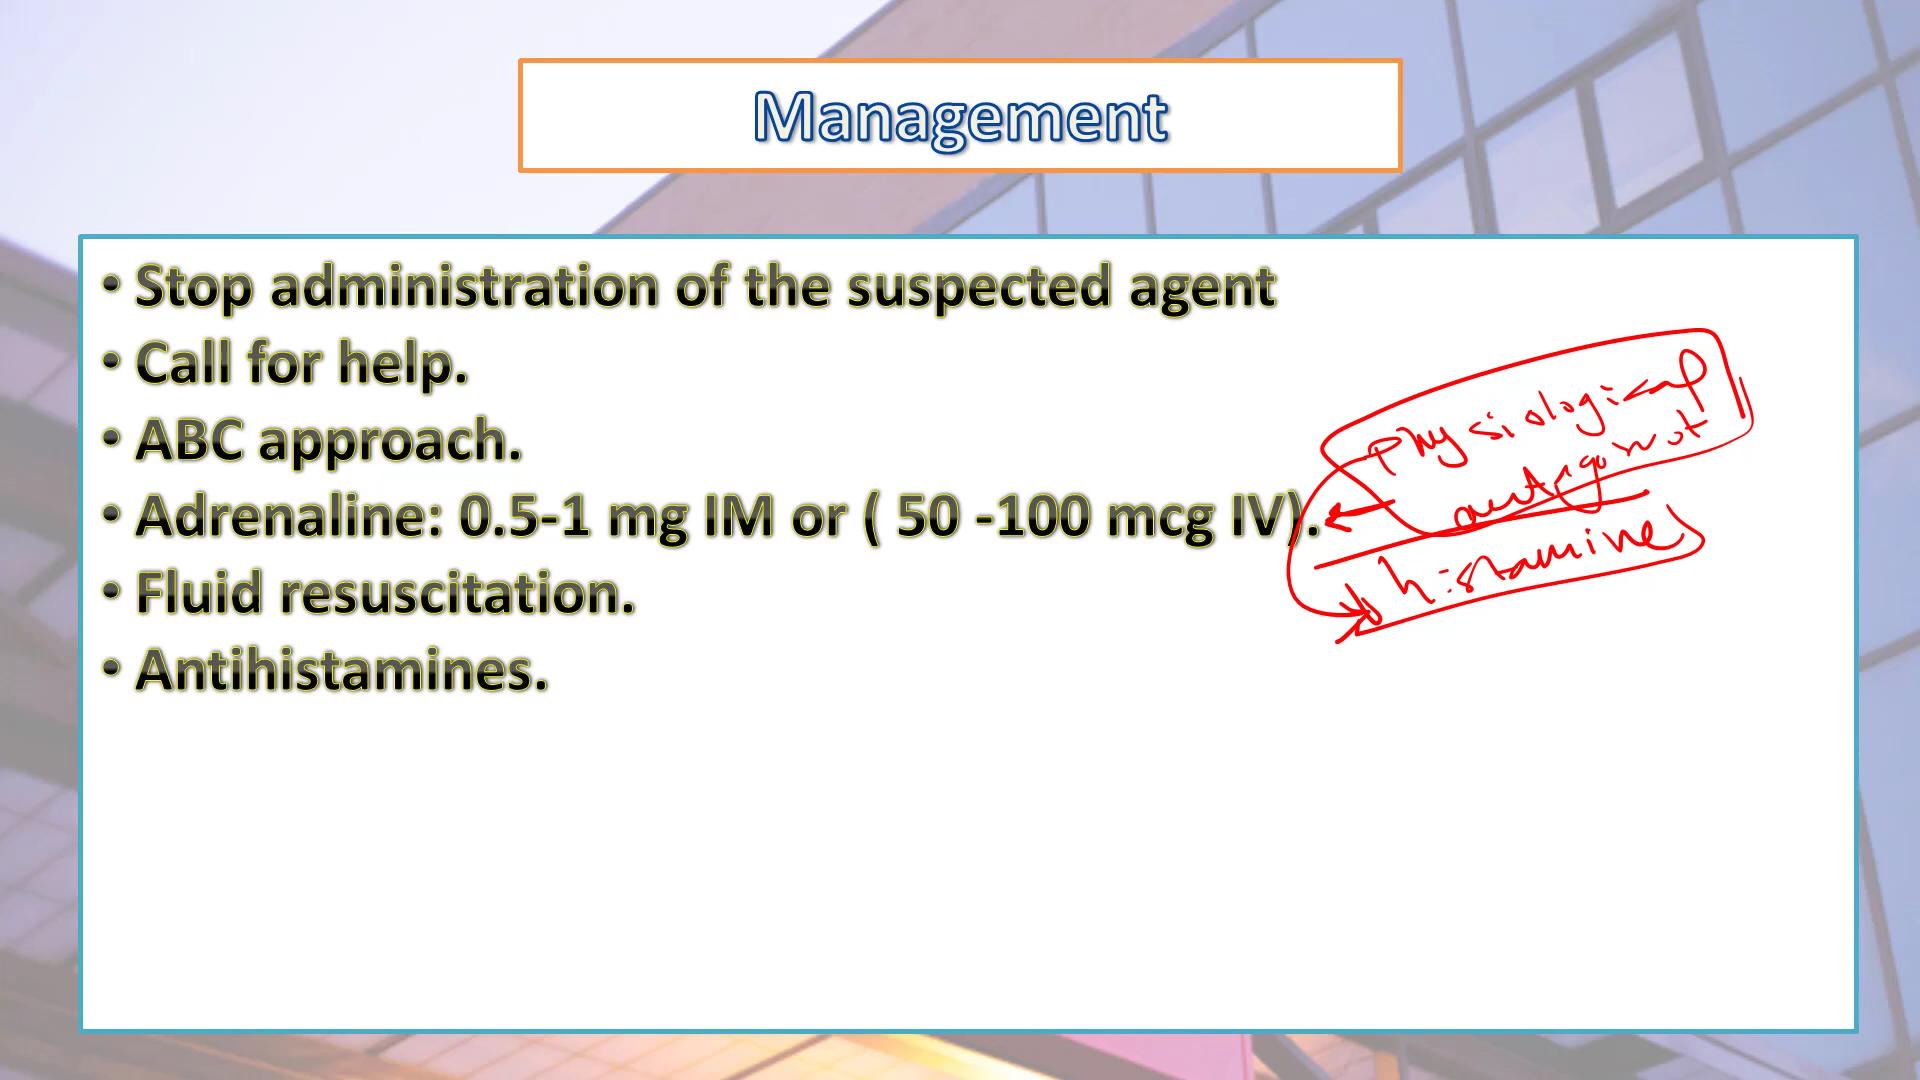 Management
• Stop administration of the suspected agent
• Call for help.
• ABC approach.
• Adrenaline: 0.5-1 mg IM or ( 50 -100 mcg IV).
• Fluid resuscitation.
• Antihistamines.
Physiological
antagonist
histamines